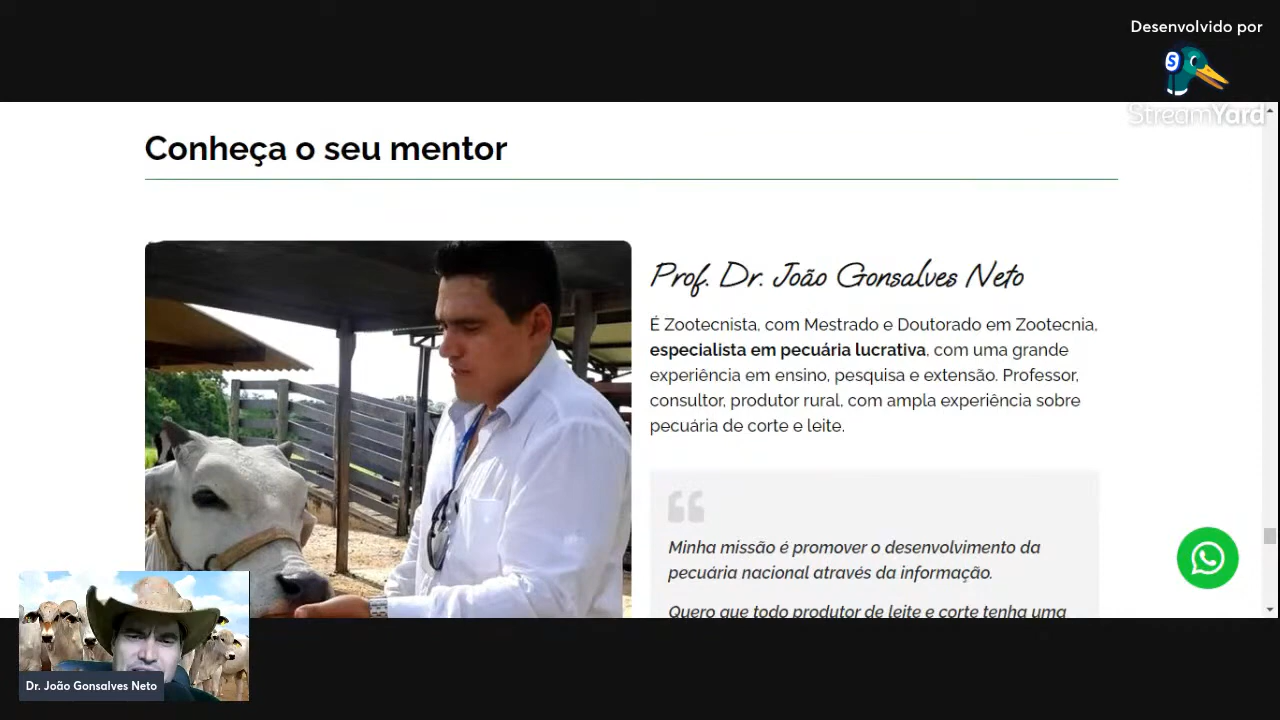 Desenvolvido por
S
StreamYard
Conheça o seu mentor
Prof. Dr. João Gonsalves Neto
É Zootecnista, com Mestrado e Doutorado em Zootecnia,
especialista em pecuária lucrativa, com uma grande
experiência em ensino, pesquisa e extensão. Professor,
consultor, produtor rural, com ampla experiência sobre
pecuária de corte e leite.
Minha missão é promover o desenvolvimento da
pecuária nacional através da informação.
Quero que todo produtor de leite e corte tenha uma
Dr. João Gonsalves Neto